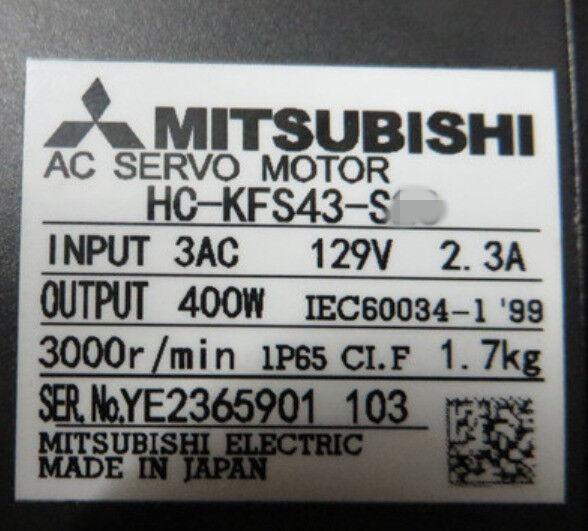 MITSUBISHI
AC SERVO MOTOR
HC-KFS43-S
INPUT 3AC 129V 2.3A
OUTPUT 400W IEC60034-1 '99
3000r/min IP65 CI.F 1.7kg
SER.No.YE2365901 103
MITSUBISHI ELECTRIC
MADE IN JAPAN